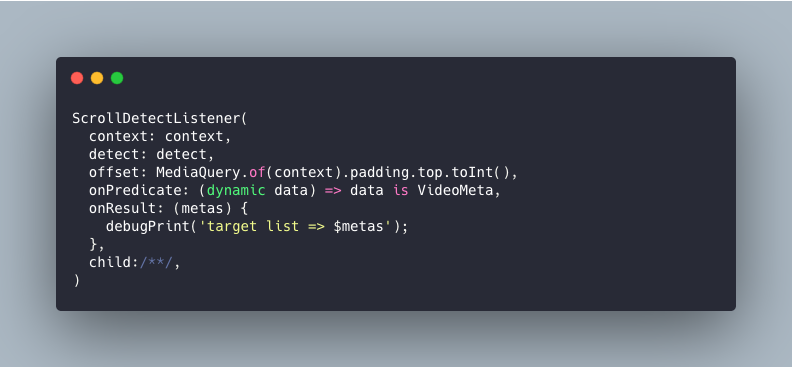 ScrollDetectListener(
  context: context,
  detect: detect,
  offset: MediaQuery.of(context).padding.top.toInt(),
  onPredicate: (dynamic data) => data is VideoMeta,
  onResult: (metas) {
    debugPrint('target list => $metas');
  },
  child:/**/,
)